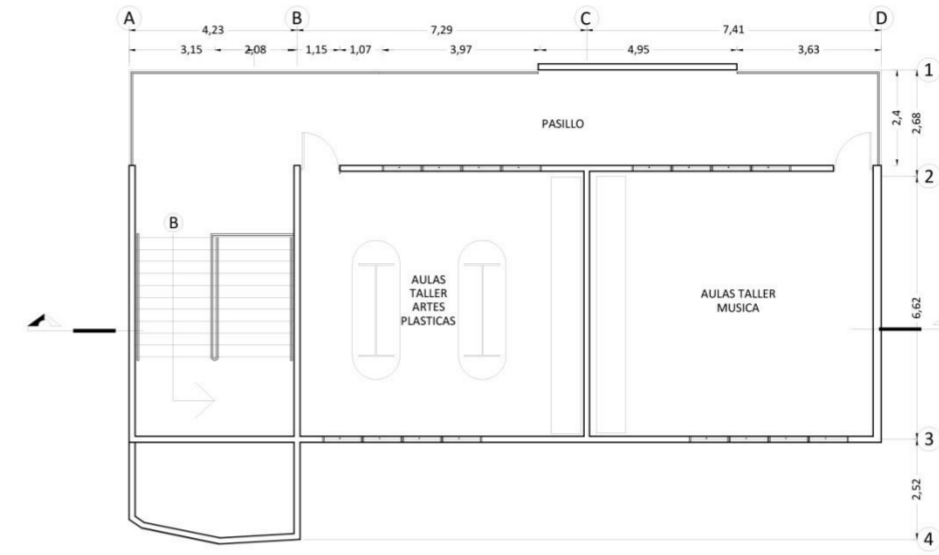 A B C D
4,23 7,29 7,41
3,15 2,08 1,15 1,07 3,97 4,95 3,63
1
PASILLO
2,4
2,68
2
B
AULAS
TALLER
ARTES
PLASTICAS
AULAS TALLER
MUSICA
6,62
3
2,52
4